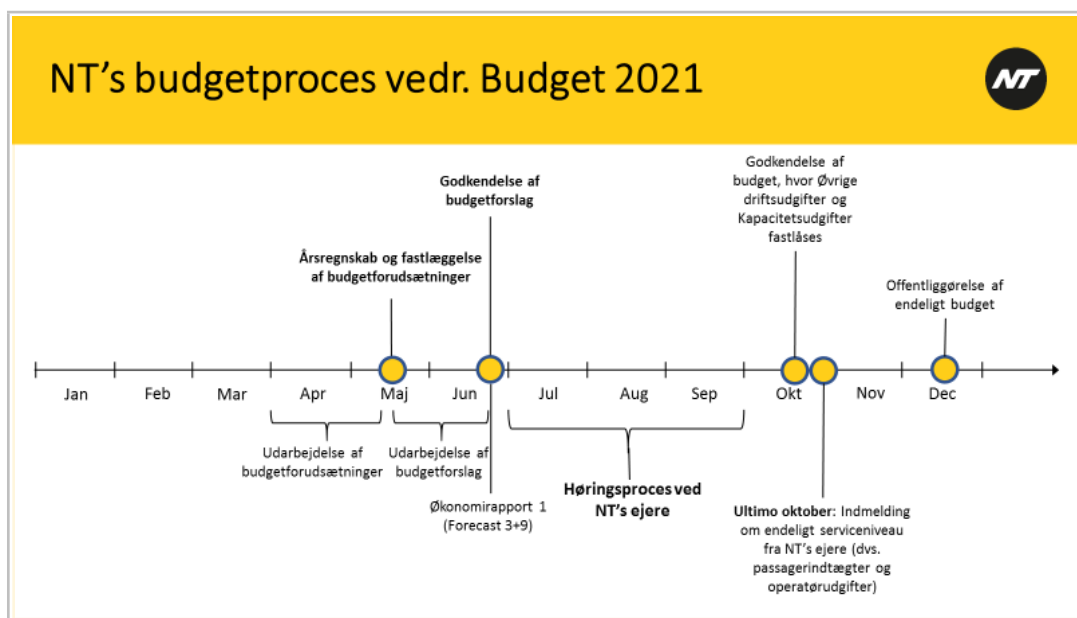 NT's budgetproces vedr. Budget 2021
NT
Godkendelse af
budgetforslag
Godkendelse af
budget, hvor Øvrige
driftsudgifter og
Kapacitetsudgifter
fastlåses
Årsregnskab og fastlæggelse
af budgetforudsætninger
Offentliggørelse af
endeligt budget
Jan
Feb
Mar
Apr
Maj
Jun
Jul
Aug
Sep
Okt
Nov
Dec
Udarbejdelse af
budgetforudsætninger
Udarbejdelse af
budgetforslag
Økonomirapport 1
(Forecast 3+9)
Høringsproces ved
NT's ejere
Ultimo oktober: Indmelding
om endeligt serviceniveau
fra NT's ejere (dvs.
passagerindtægter og
operatørudgifter)